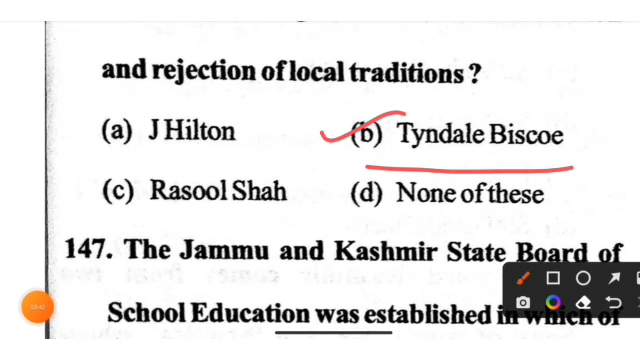 and rejection of local traditions ?
(a) J Hilton (b) Tyndale Biscoe
(c) Rasool Shah (d) None of these
147. The Jammu and Kashmir State Board of
School Education was established in which of